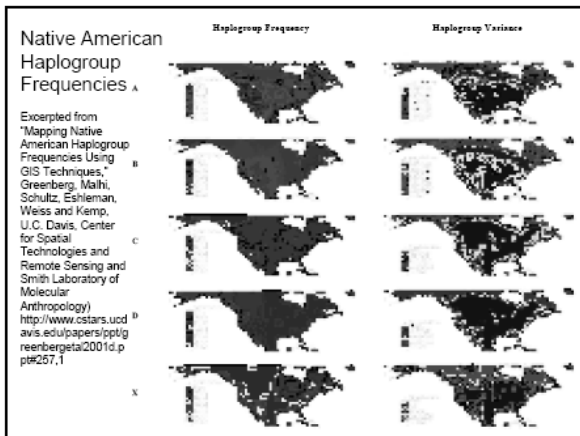 Native American
Haplogroup
Frequencies
Excerpted from
"Mapping Native
American Haplogroup
Frequencies Using
GIS Techniques,"
Greenberg, Malhi,
Schultz, Eshleman,
Weiss and Kemp,
U.C. Davis, Center
for Spatial
Technologies and
Remote Sensing and
Smith Laboratory of
Molecular
Anthropology)
http://www.cstars.ucd
avis.edu/papers/ppt/g
reenbergetal2001d.p
pt#257,1
Haplogroup Frequency
Haplogroup Variance
A
B
C
D
X